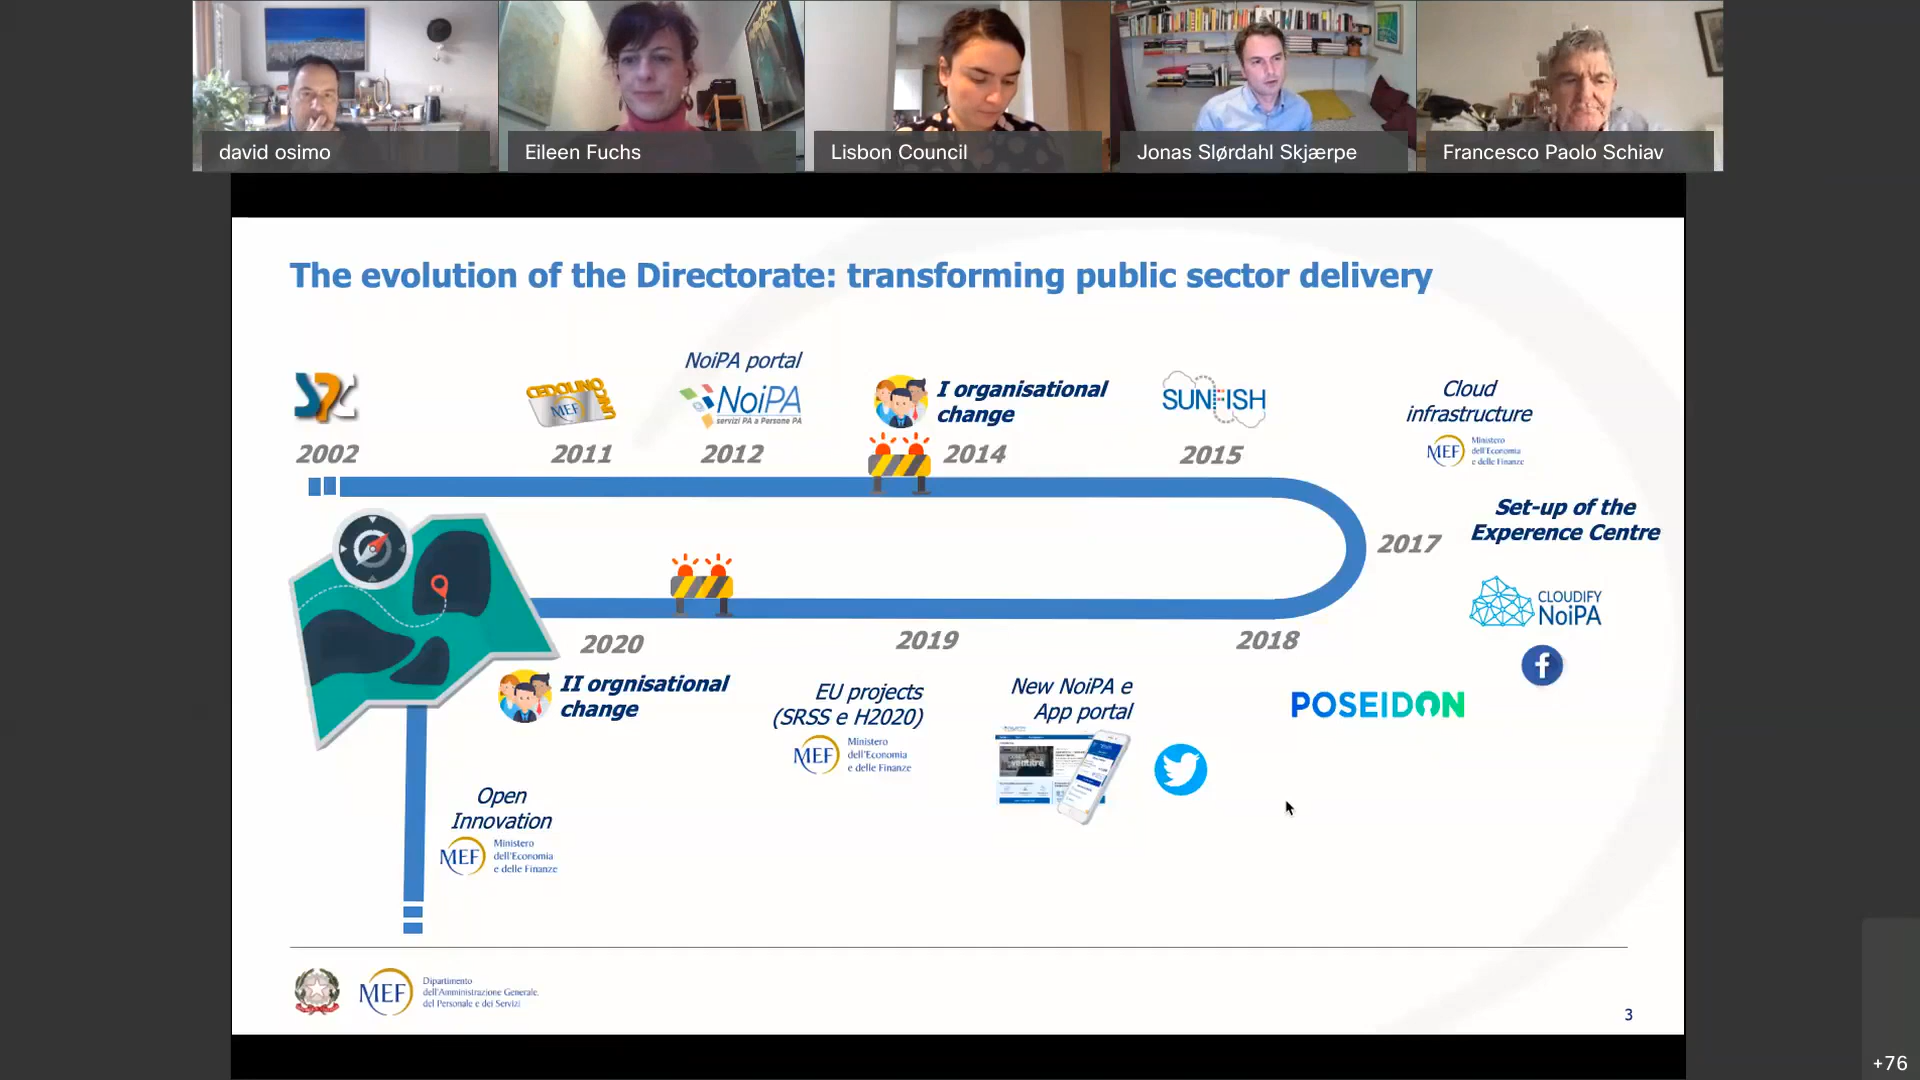 david osimo
Eileen Fuchs
Lisbon Council
Jonas Slørdahl Skjærpe
Francesco Paolo Schiav
The evolution of the Directorate: transforming public sector delivery
NoiPA portal
CEDOLINO
UNICO
MEF
NoiPA
servizi PA a Persone PA
I organisational
change
SUNFISH
Cloud
infrastructure
MEF
Ministero
dell'Economia
e delle Finanze
2002
2011
2012
2014
2015
2017
Set-up of the
Experence Centre
CLOUDIFY
NoiPA
2020
2019
2018
II orgnisational
change
EU projects
(SRSS e H2020)
MEF
Ministero
dell'Economia
e delle Finanze
New NoiPA e
App portal
POSEIDON
Open
Innovation
MEF
Ministero
dell'Economia
e delle Finanze
MEF
Dipartimento
dell'Amministrazione Generale,
del Personale e dei Servizi
3
+76